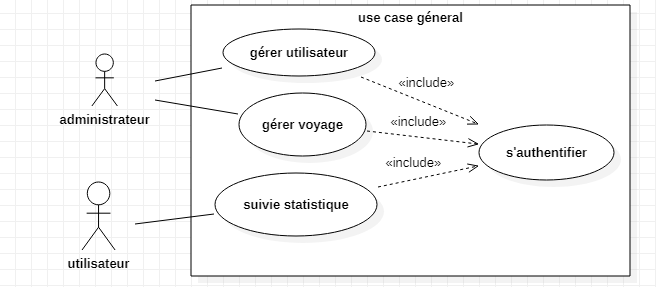 use case géneral
gérer utilisateur
«include»
administrateur
gérer voyage
«include»
s'authentifier
«include»
suivie statistique
utilisateur